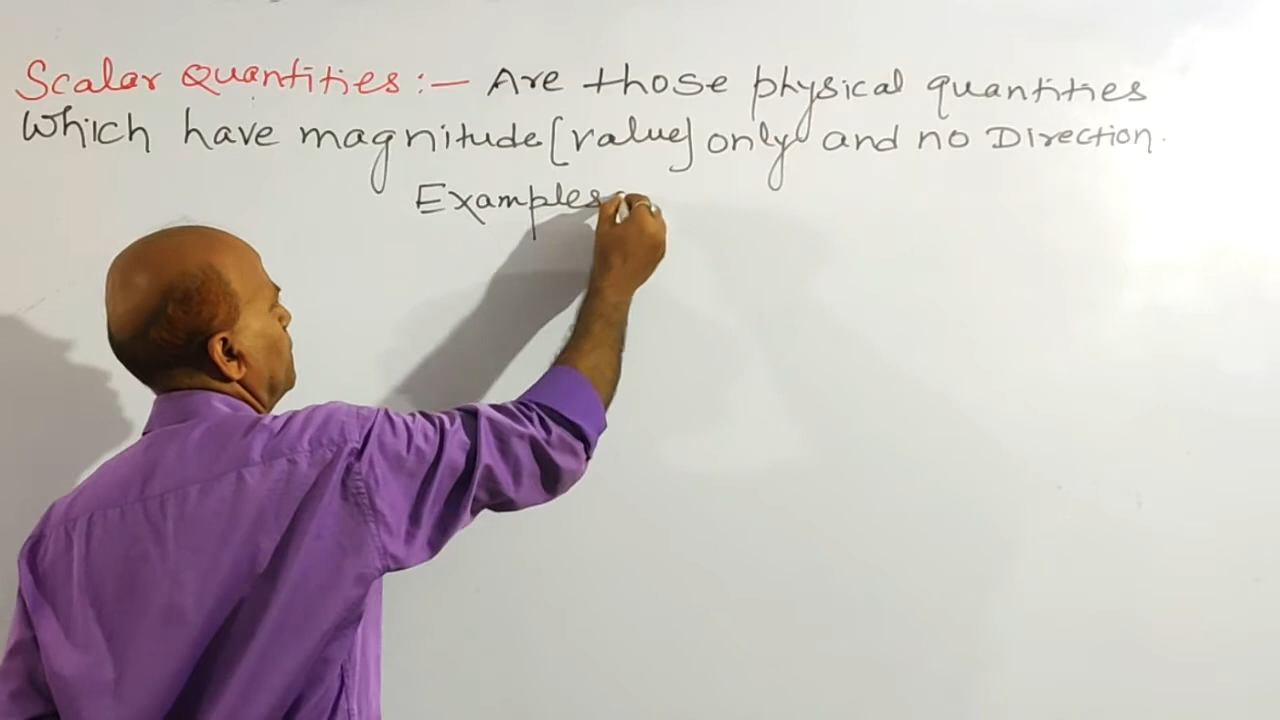 Scalar Quantities :- Are those physical quantities
Which have magnitude [value] only and no Direction.
Examples